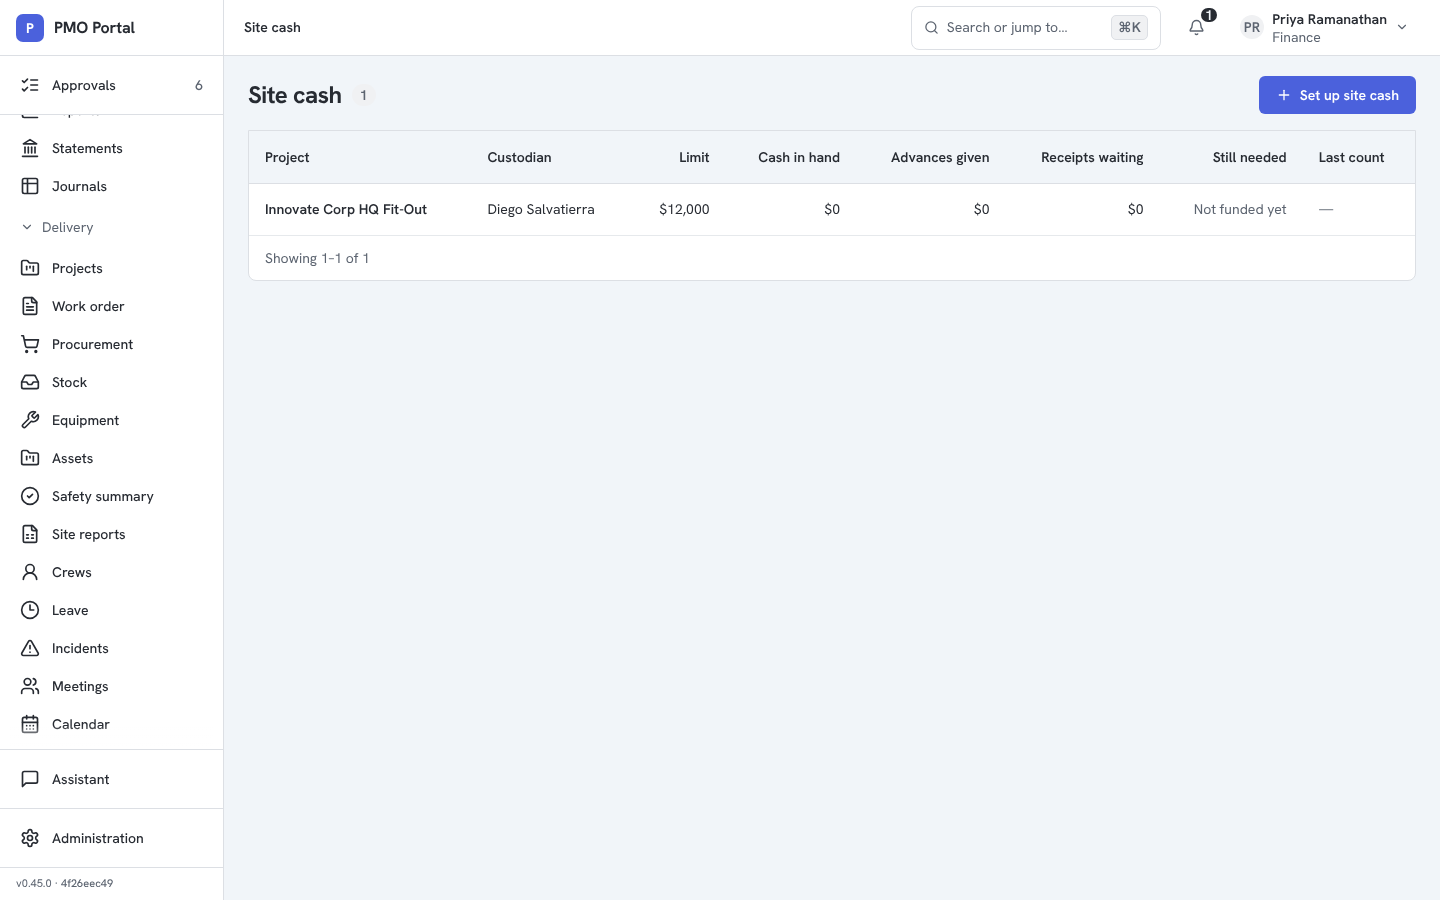 P PMO Portal
Site cash
Search or jump to...
⌘K
1
PR
Priya Ramanathan
Finance
Approvals 6
Statements
Journals
Delivery
Projects
Work order
Procurement
Stock
Equipment
Assets
Safety summary
Site reports
Crews
Leave
Incidents
Meetings
Calendar
Assistant
Administration
v0.45.0 · 4f26eec49
Site cash 1
Set up site cash
Project Custodian Limit Cash in hand Advances given Receipts waiting Still needed Last count
Innovate Corp HQ Fit-Out Diego Salvatierra $12,000 $0 $0 $0 Not funded yet —
Showing 1–1 of 1